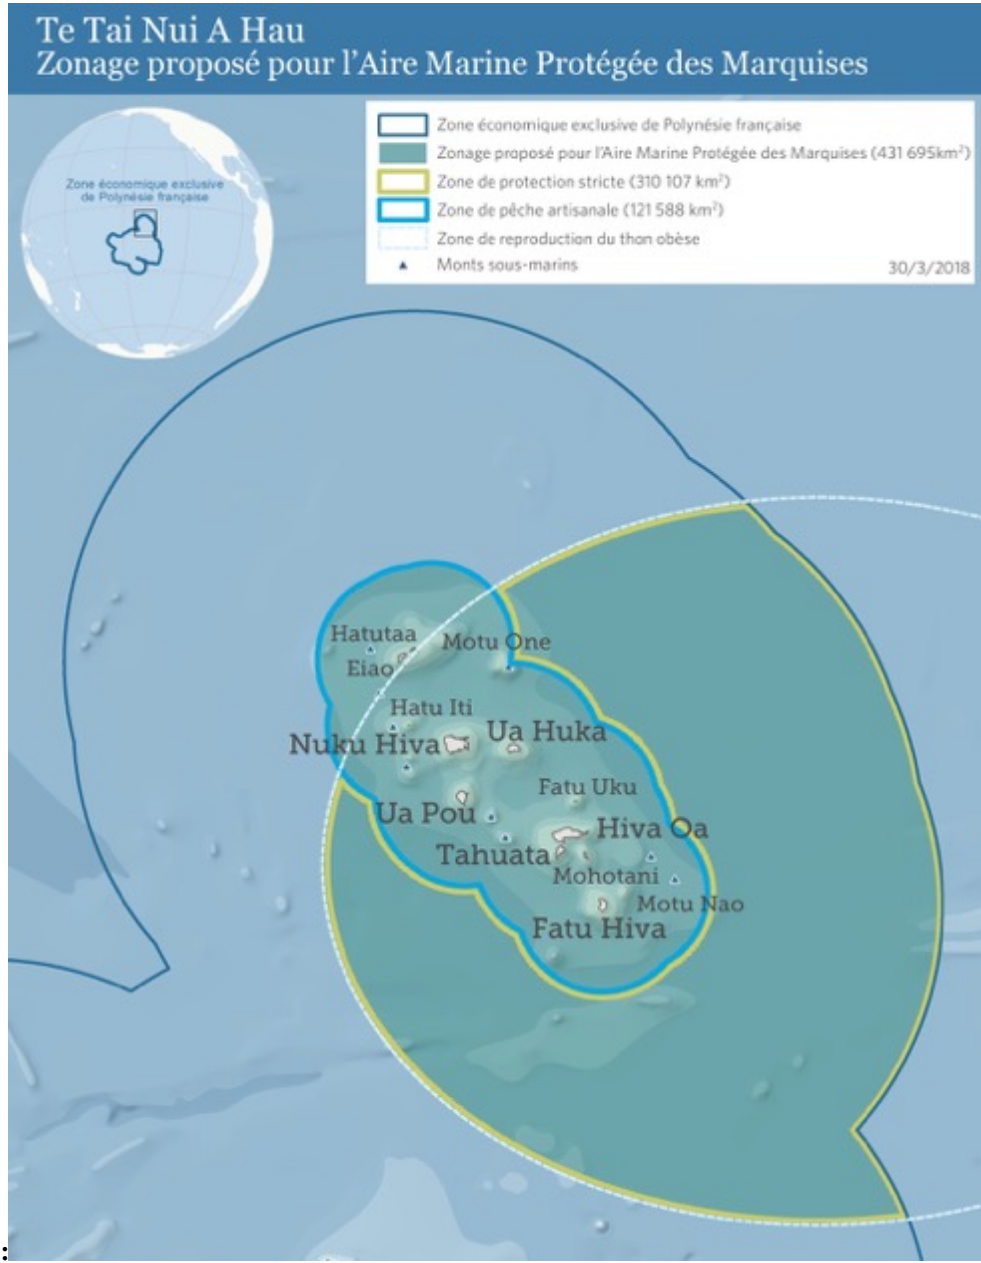 Te Tai Nui A Hau
Zonage proposé pour l'Aire Marine Protégée des Marquises
Zone économique exclusive
de Polynésie française
Zone économique exclusive de Polynésie française
Zonage proposé pour l'Aire Marine Protégée des Marquises (431 695km²)
Zone de protection stricte (310 107 km²)
Zone de pêche artisanale (121 588 km²)
Zone de reproduction du thon obèse
Monts sous-marins
30/3/2018
Hatutaa
Motu One
Eiao
Hatu Iti
Nuku Hiva
Ua Huka
Fatu Uku
Ua Pou
Hiva Oa
Tahuata
Mohotani
Motu Nao
Fatu Hiva
: